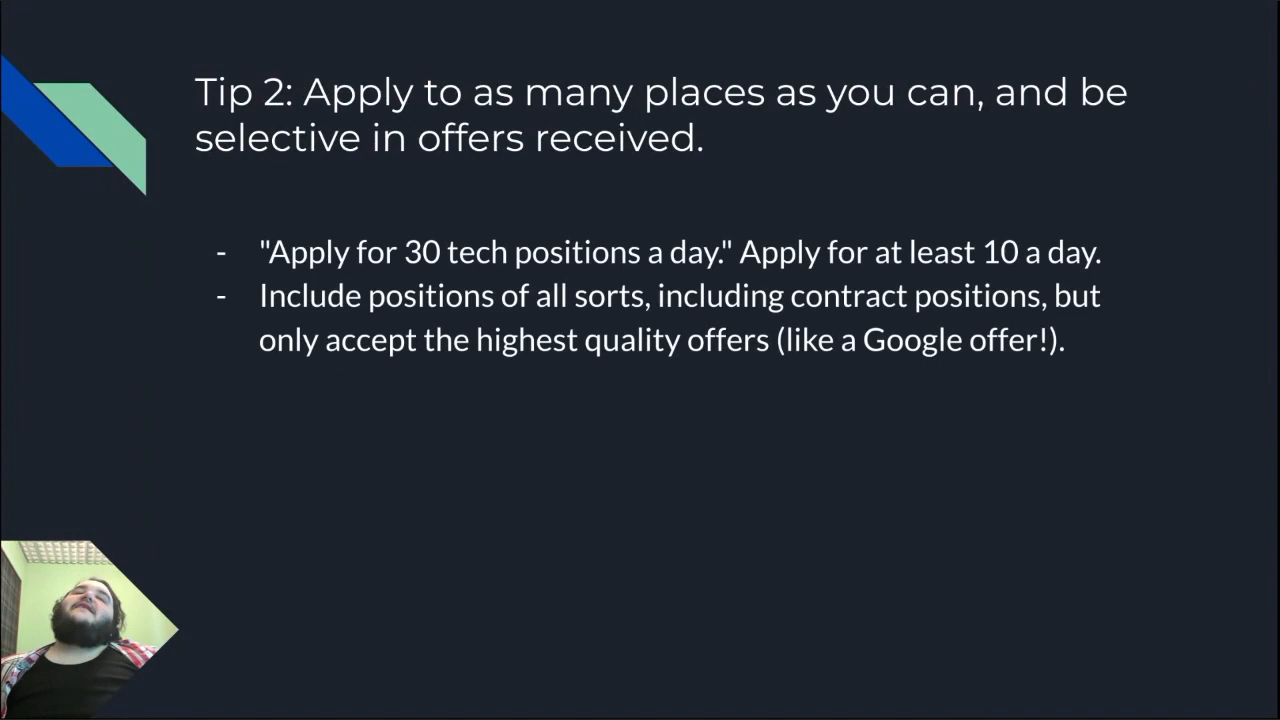 Tip 2: Apply to as many places as you can, and be
selective in offers received.
- "Apply for 30 tech positions a day." Apply for at least 10 a day.
- Include positions of all sorts, including contract positions, but
only accept the highest quality offers (like a Google offer!).